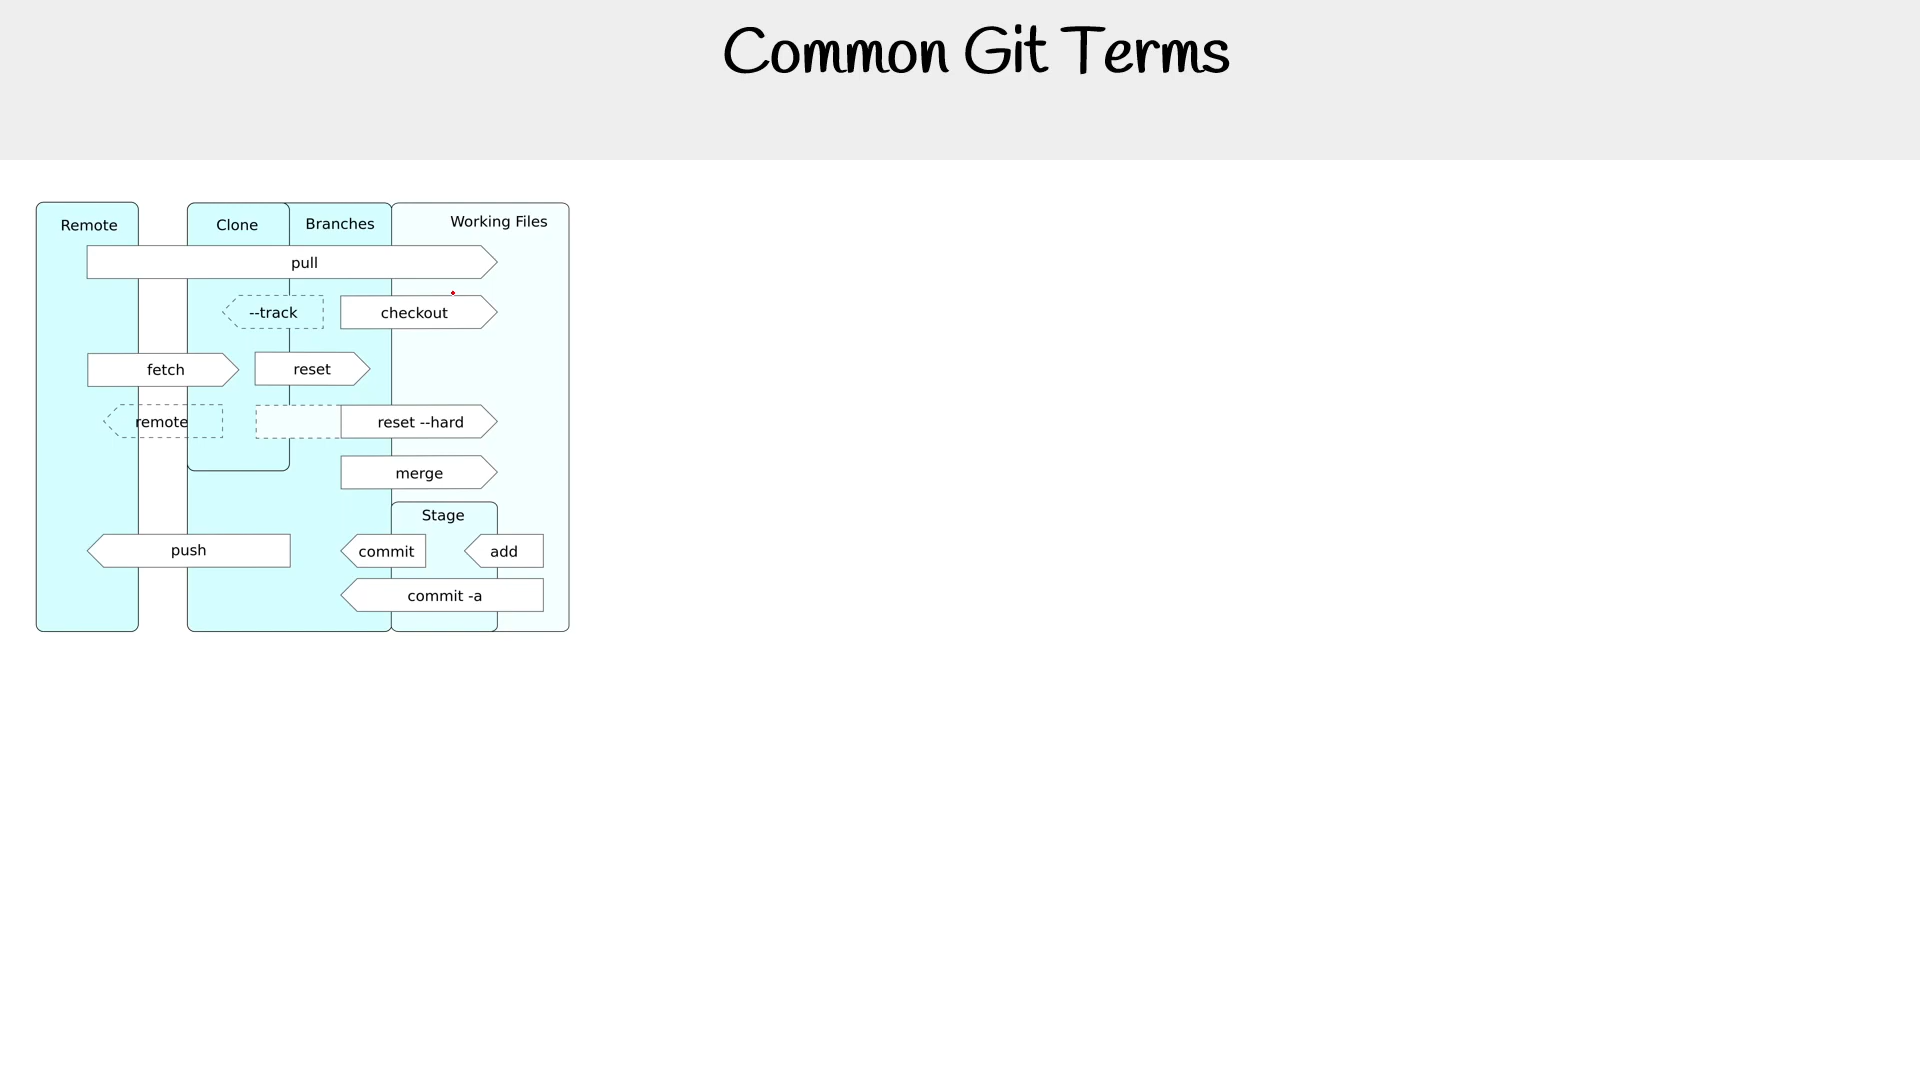 Common Git Terms
Remote
Clone
Branches
Working Files
pull
--track
checkout
fetch
reset
remote
reset --hard
merge
Stage
push
commit
add
commit -a